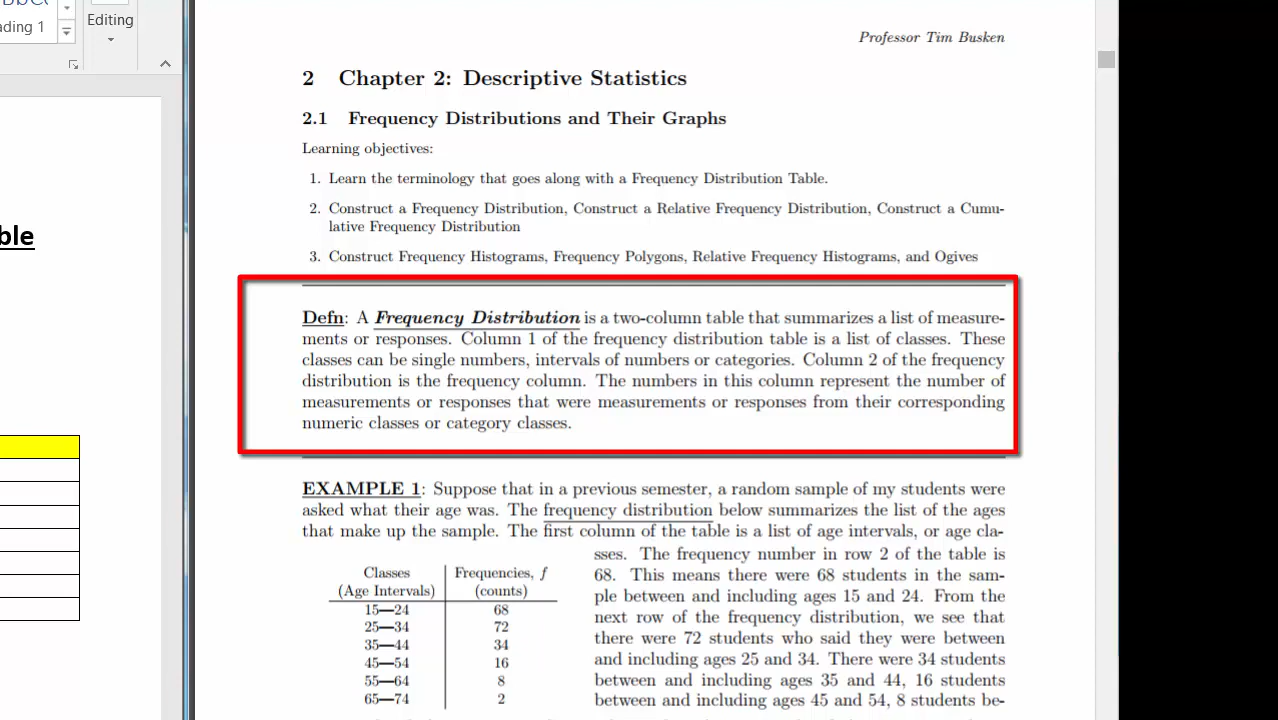 Editing
ading 1
ble
Professor Tim Busken
2 Chapter 2: Descriptive Statistics
2.1 Frequency Distributions and Their Graphs
Learning objectives:
1. Learn the terminology that goes along with a Frequency Distribution Table.
2. Construct a Frequency Distribution, Construct a Relative Frequency Distribution, Construct a Cumu-
lative Frequency Distribution
3. Construct Frequency Histograms, Frequency Polygons, Relative Frequency Histograms, and Ogives
Defn: A Frequency Distribution is a two-column table that summarizes a list of measure-
ments or responses. Column 1 of the frequency distribution table is a list of classes. These
classes can be single numbers, intervals of numbers or categories. Column 2 of the frequency
distribution is the frequency column. The numbers in this column represent the number of
measurements or responses that were measurements or responses from their corresponding
numeric classes or category classes.
EXAMPLE 1: Suppose that in a previous semester, a random sample of my students were
asked what their age was. The frequency distribution below summarizes the list of the ages
that make up the sample. The first column of the table is a list of age intervals, or age cla-
sses. The frequency number in row 2 of the table is
68. This means there were 68 students in the sam-
ple between and including ages 15 and 24. From the
next row of the frequency distribution, we see that
there were 72 students who said they were between
and including ages 25 and 34. There were 34 students
between and including ages 35 and 44, 16 students
between and including ages 45 and 54, 8 students be-
Classes Frequencies, f
(Age Intervals) (counts)
15—24 68
25—34 72
35—44 34
45—54 16
55—64 8
65—74 2